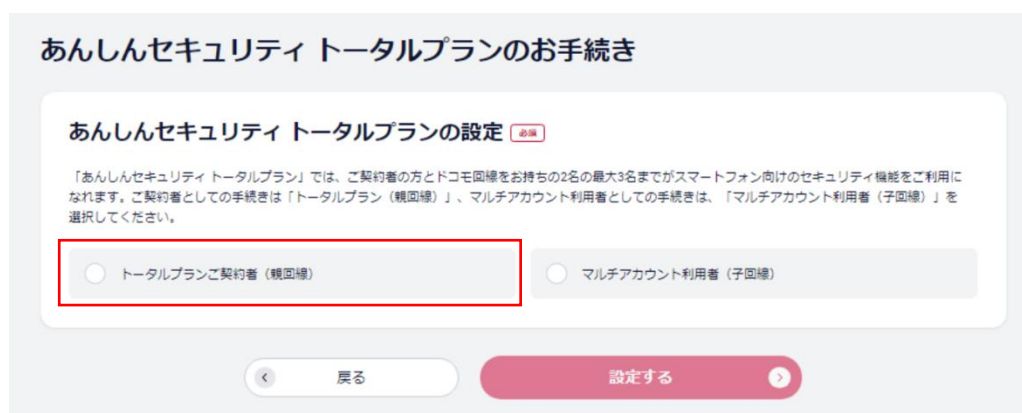 あんしんセキュリティ トータルプランのお手続き
あんしんセキュリティ トータルプランの設定 必須
「あんしんセキュリティ トータルプラン」では、ご契約者の方とドコモ回線をお持ちの2名の最大3名までがスマートフォン向けのセキュリティ機能をご利用に
なれます。ご契約者としての手続きは「トータルプラン（親回線）」、マルチアカウント利用者としての手続きは、「マルチアカウント利用者（子回線）」を
選択してください。
トータルプランご契約者（親回線）
マルチアカウント利用者（子回線）
戻る
設定する